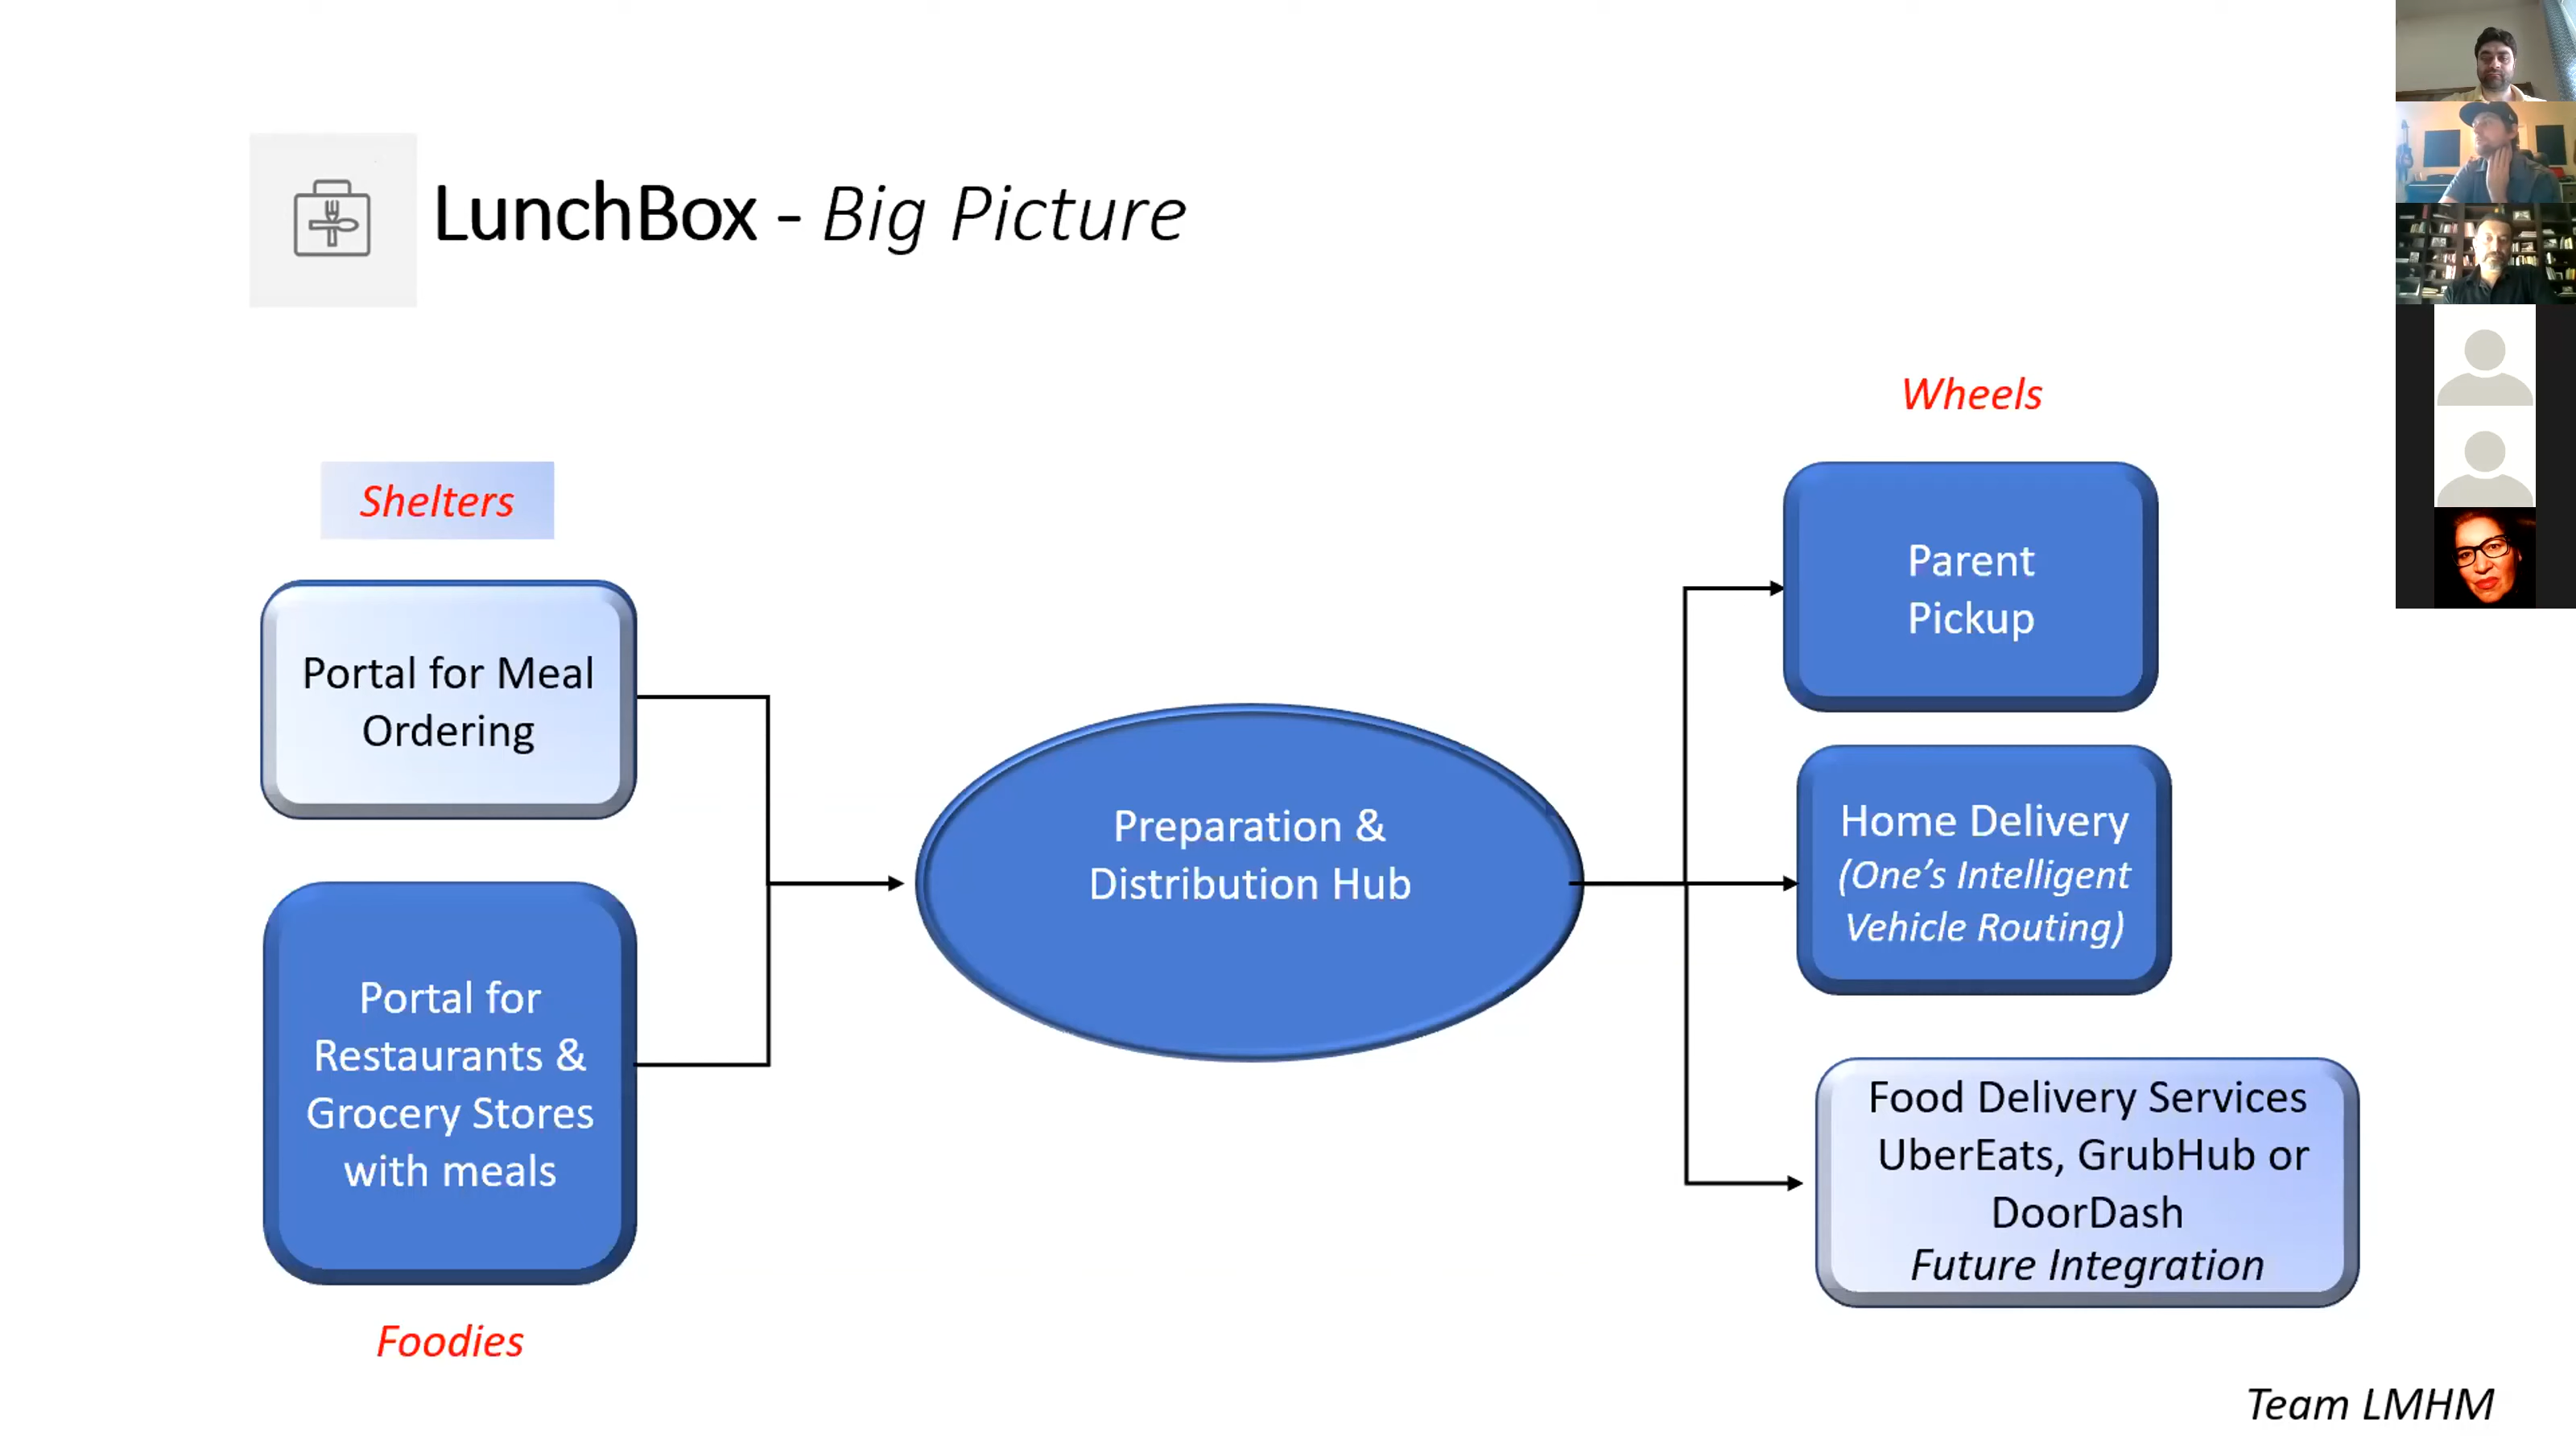 LunchBox - Big Picture
Shelters
Portal for Meal
Ordering
Portal for
Restaurants &
Grocery Stores
with meals
Foodies
Preparation &
Distribution Hub
Wheels
Parent
Pickup
Home Delivery
(One’s Intelligent
Vehicle Routing)
Food Delivery Services
UberEats, GrubHub or
DoorDash
Future Integration
Team LMHM